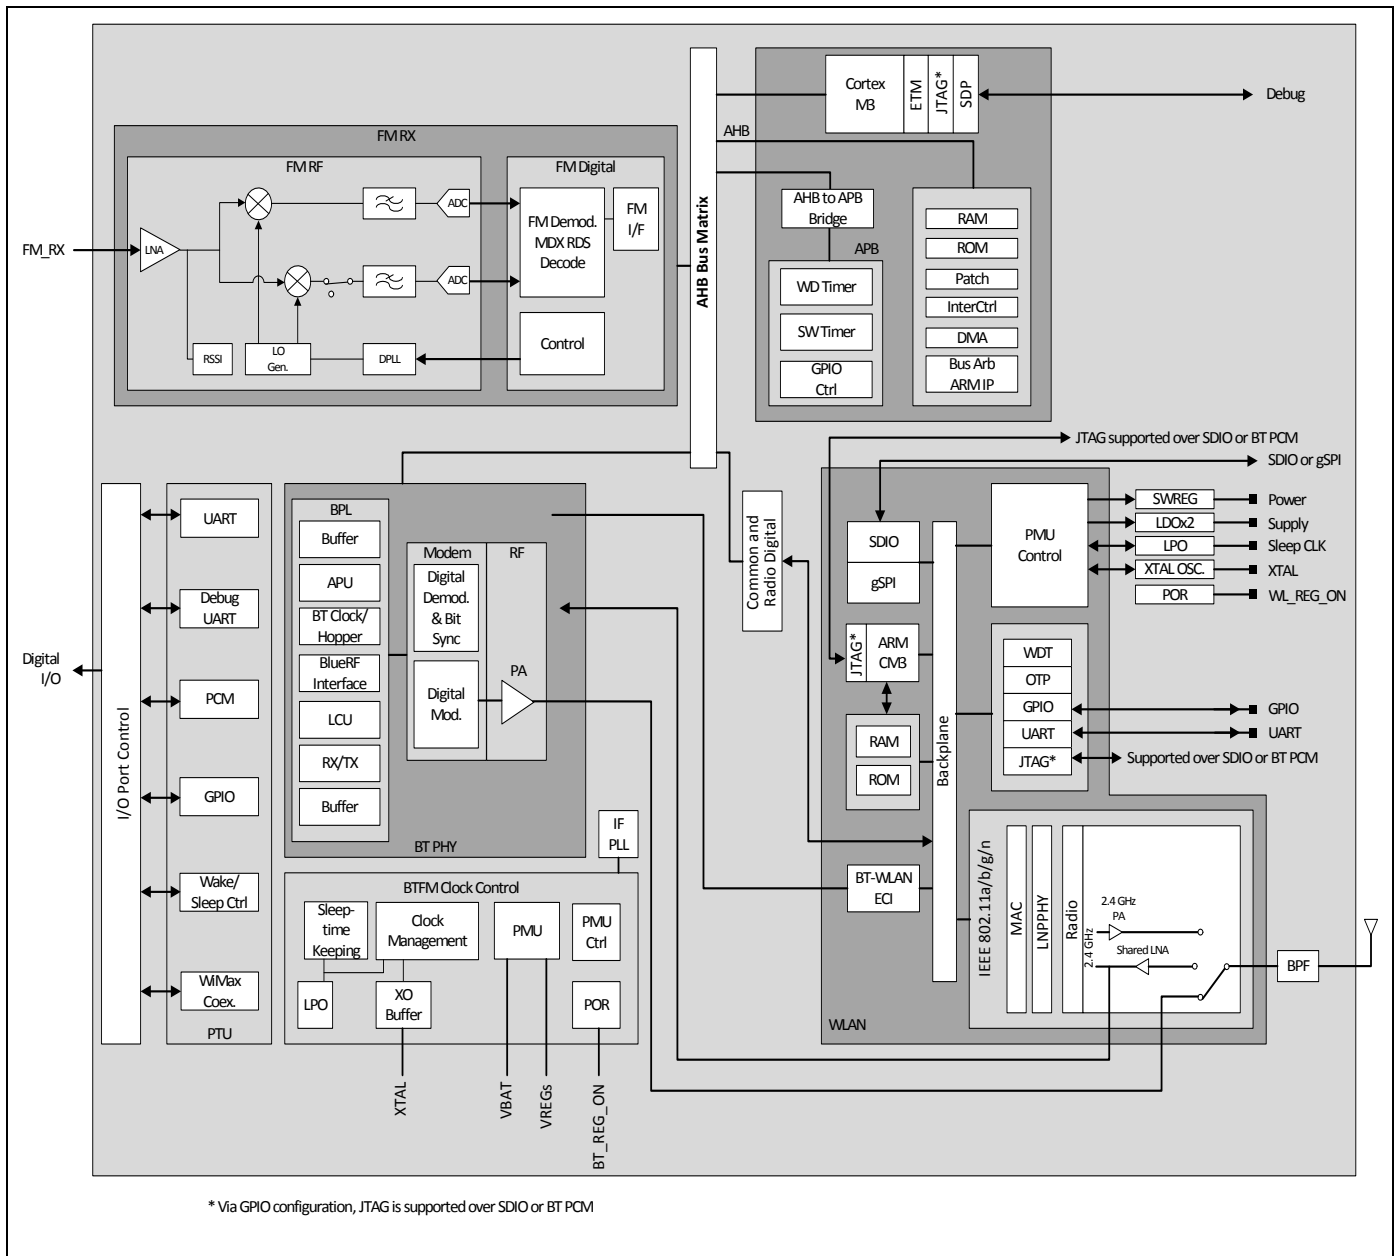 FM RX
FM RF
FM_RX
LNA
ADC
ADC
RSSI
LO
Gen.
DPLL
FM Digital
FM Demod.
MDX RDS
Decode
FM
I/F
Control
AHB Bus Matrix
AHB
Cortex
M3
ETM
JTAG*
SDP
Debug
AHB to APB
Bridge
APB
WD Timer
SW Timer
GPIO
Ctrl
RAM
ROM
Patch
InterCtrl
DMA
Bus Arb
ARM IP
JTAG supported over SDIO or BT PCM
SDIO or gSPI
Digital
I/O
I/O Port Control
UART
Debug
UART
PCM
GPIO
Wake/
Sleep Ctrl
WiMax
Coex.
PTU
BPL
Buffer
APU
BT Clock/
Hopper
BlueRF
Interface
LCU
RX/TX
Buffer
Modem
Digital
Demod.
& Bit
Sync
Digital
Mod.
RF
PA
BT PHY
Common and
Radio Digital
IF
PLL
BTFM Clock Control
Sleep-
time
Keeping
Clock
Management
PMU
PMU
Ctrl
LPO
XO
Buffer
POR
XTAL
VBAT
VREGs
BT_REG_ON
SDIO
gSPI
JTAG*
ARM
CM3
RAM
ROM
BT-WLAN
ECI
WLAN
Backplane
PMU
Control
SWREG
Power
LDOx2
Supply
LPO
Sleep CLK
XTAL OSC.
XTAL
POR
WL_REG_ON
WDT
OTP
GPIO
UART
JTAG*
GPIO
UART
Supported over SDIO or BT PCM
IEEE 802.11a/b/g/n
MAC
LNPPHY
Radio
2.4 GHz
2.4 GHz
PA
Shared LNA
BPF
* Via GPIO configuration, JTAG is supported over SDIO or BT PCM